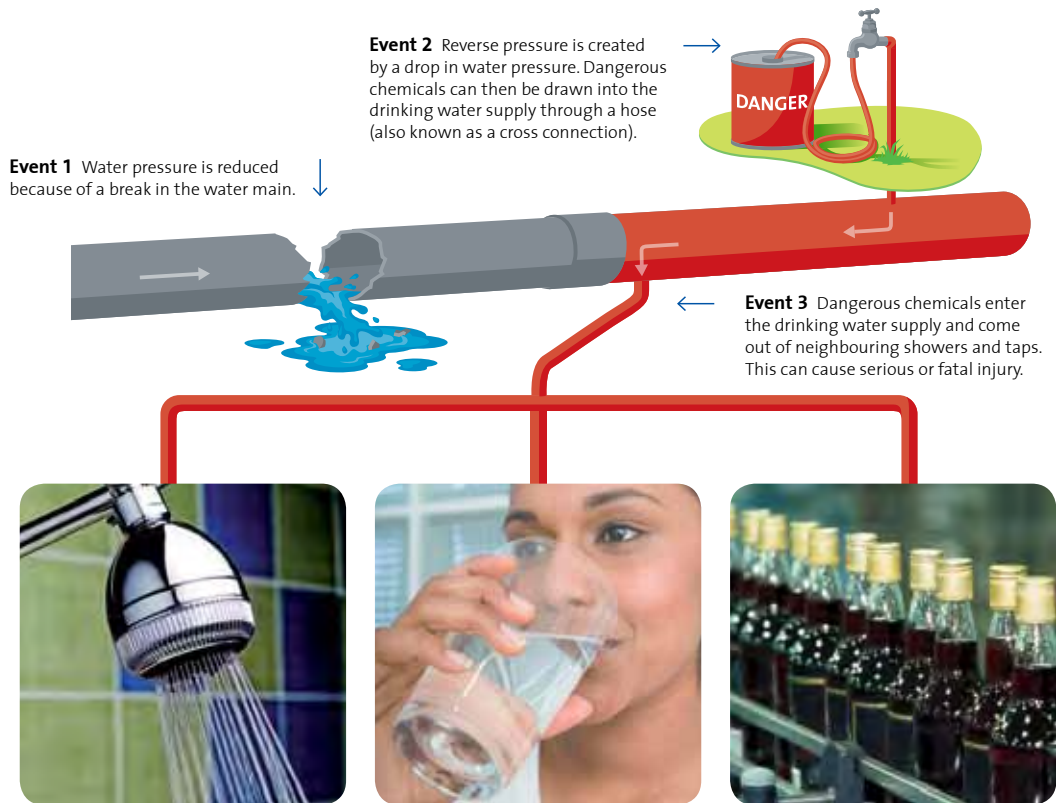 Event 1 Water pressure is reduced
because of a break in the water main.
Event 2 Reverse pressure is created
by a drop in water pressure. Dangerous
chemicals can then be drawn into the
drinking water supply through a hose
(also known as a cross connection).
DANGER
Event 3 Dangerous chemicals enter
the drinking water supply and come
out of neighbouring showers and taps.
This can cause serious or fatal injury.